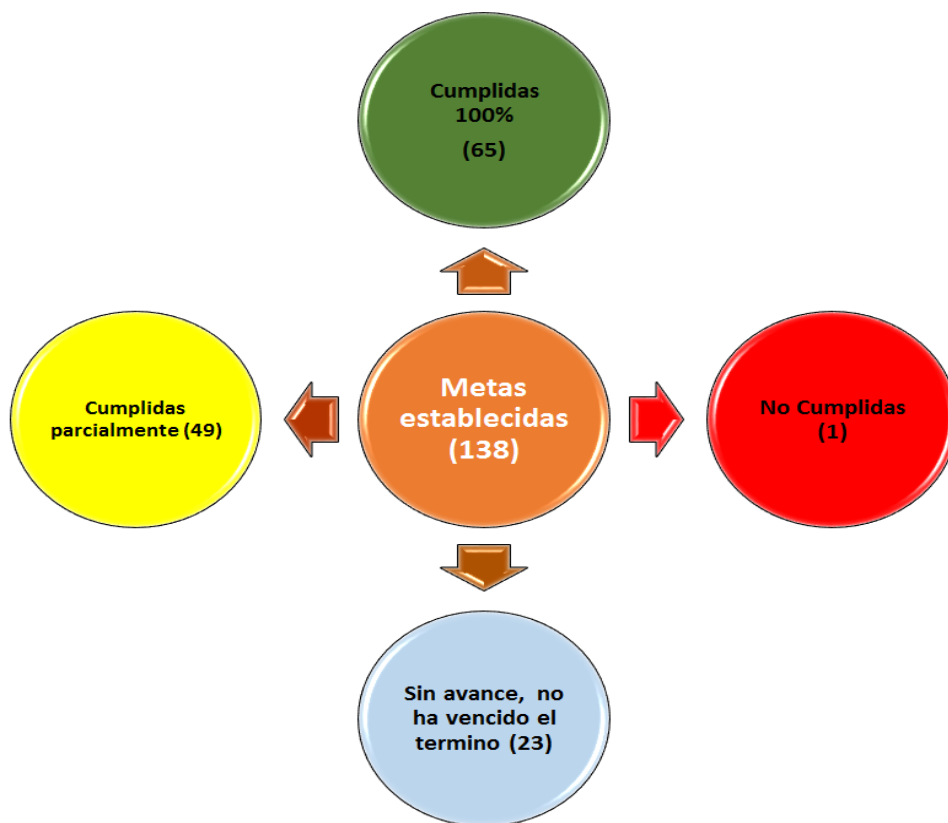 Cumplidas
100%
(65)
Cumplidas
parcialmente (49)
Metas
establecidas
(138)
No Cumplidas
(1)
Sin avance, no
ha vencido el
termino (23)